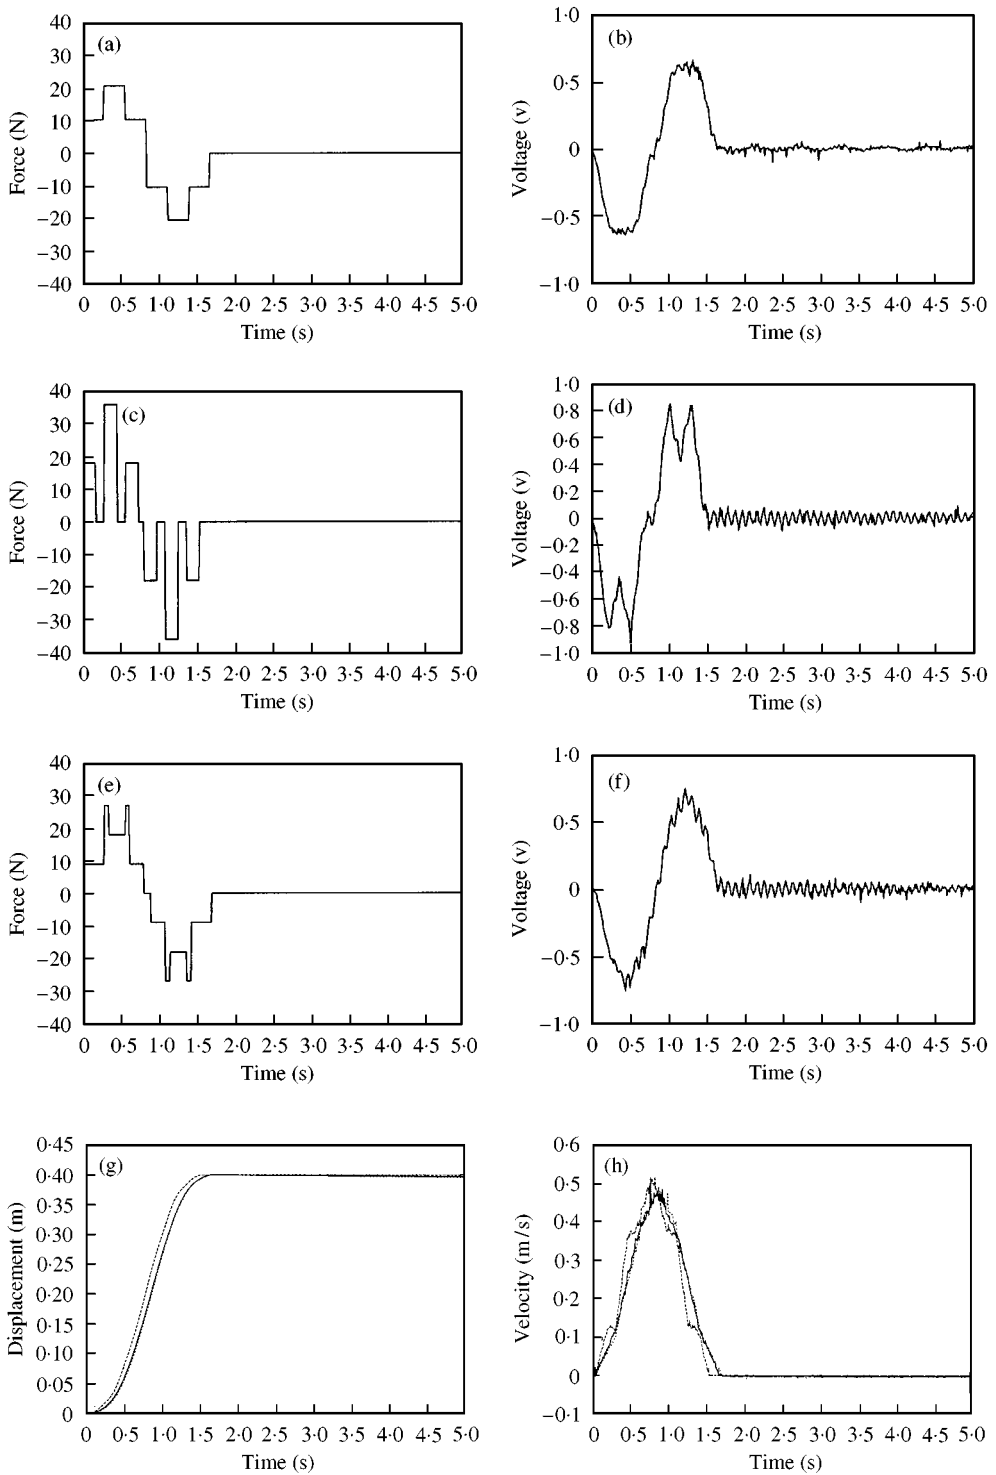 (a)
Force (N)
40
30
20
10
0
−10
−20
−30
−40
0 0·5 1·0 1·5 2·0 2·5 3·0 3·5 4·0 4·5 5·0
Time (s)
(b)
Voltage (v)
1·0
0·5
0
−0·5
−1·0
0 0·5 1·0 1·5 2·0 2·5 3·0 3·5 4·0 4·5 5·0
Time (s)
(c)
Force (N)
40
30
20
10
0
−10
−20
−30
−40
0 0·5 1·0 1·5 2·0 2·5 3·0 3·5 4·0 4·5 5·0
Time (s)
(d)
Voltage (v)
1·0
0·8
0·6
0·4
0·2
0
−0·2
−0·4
−0·6
−0·8
−1·0
0 0·5 1·0 1·5 2·0 2·5 3·0 3·5 4·0 4·5 5·0
Time (s)
(e)
Force (N)
40
30
20
10
0
−10
−20
−30
−40
0 0·5 1·0 1·5 2·0 2·5 3·0 3·5 4·0 4·5 5·0
Time (s)
(f)
Voltage (v)
1·0
0·5
0
−0·5
−1·0
0 0·5 1·0 1·5 2·0 2·5 3·0 3·5 4·0 4·5 5·0
Time (s)
(g)
Displacement (m)
0·45
0·40
0·35
0·30
0·25
0·20
0·15
0·10
0·05
0
0 0·5 1·0 1·5 2·0 2·5 3·0 3·5 4·0 4·5 5·0
Time (s)
(h)
Velocity (m/s)
0·6
0·5
0·4
0·3
0·2
0·1
0
−0·1
0 0·5 1·0 1·5 2·0 2·5 3·0 3·5 4·0 4·5 5·0
Time (s)